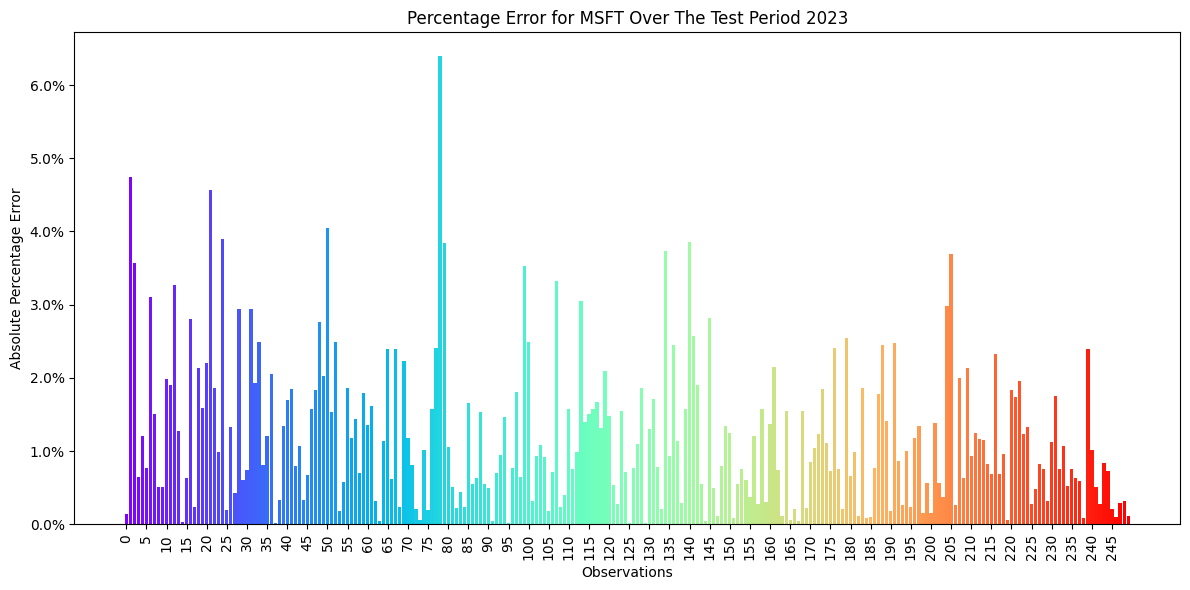 Percentage Error for MSFT Over The Test Period 2023
Absolute Percentage Error
6.0%
5.0%
4.0%
3.0%
2.0%
1.0%
0.0%
0 5 10 15 20 25 30 35 40 45 50 55 60 65 70 75 80 85 90 95 100 105 110 115 120 125 130 135 140 145 150 155 160 165 170 175 180 185 190 195 200 205 210 215 220 225 230 235 240 245
Observations